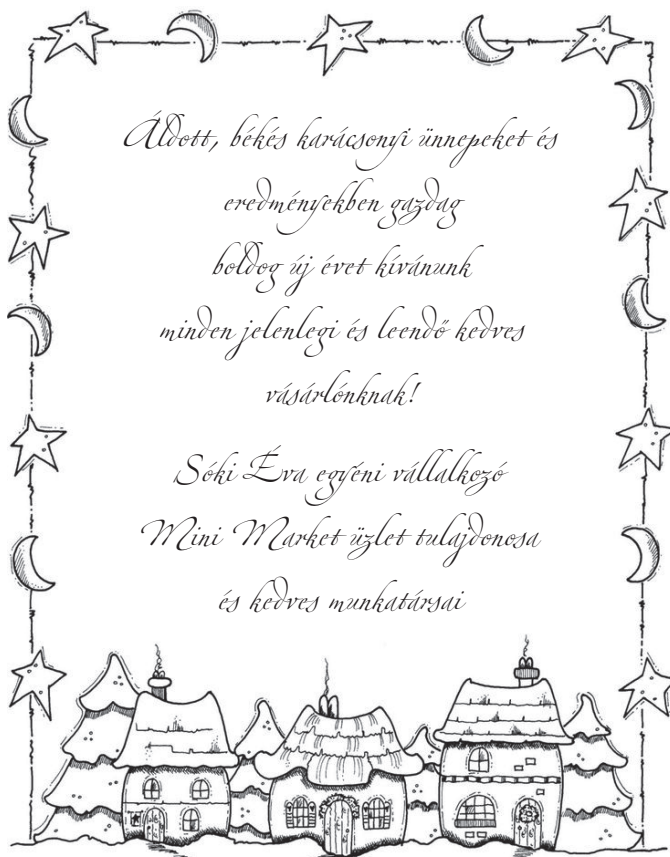 Áldott, békés karácsonyi ünnepeket és
eredményekben gazdag
boldog új évet kívánunk
minden jelenlegi és leendő kedves
vásárlónknak!
Sóki Éva egyéni vállalkozó
Mini Market üzlet tulajdonosa
és kedves munkatársai